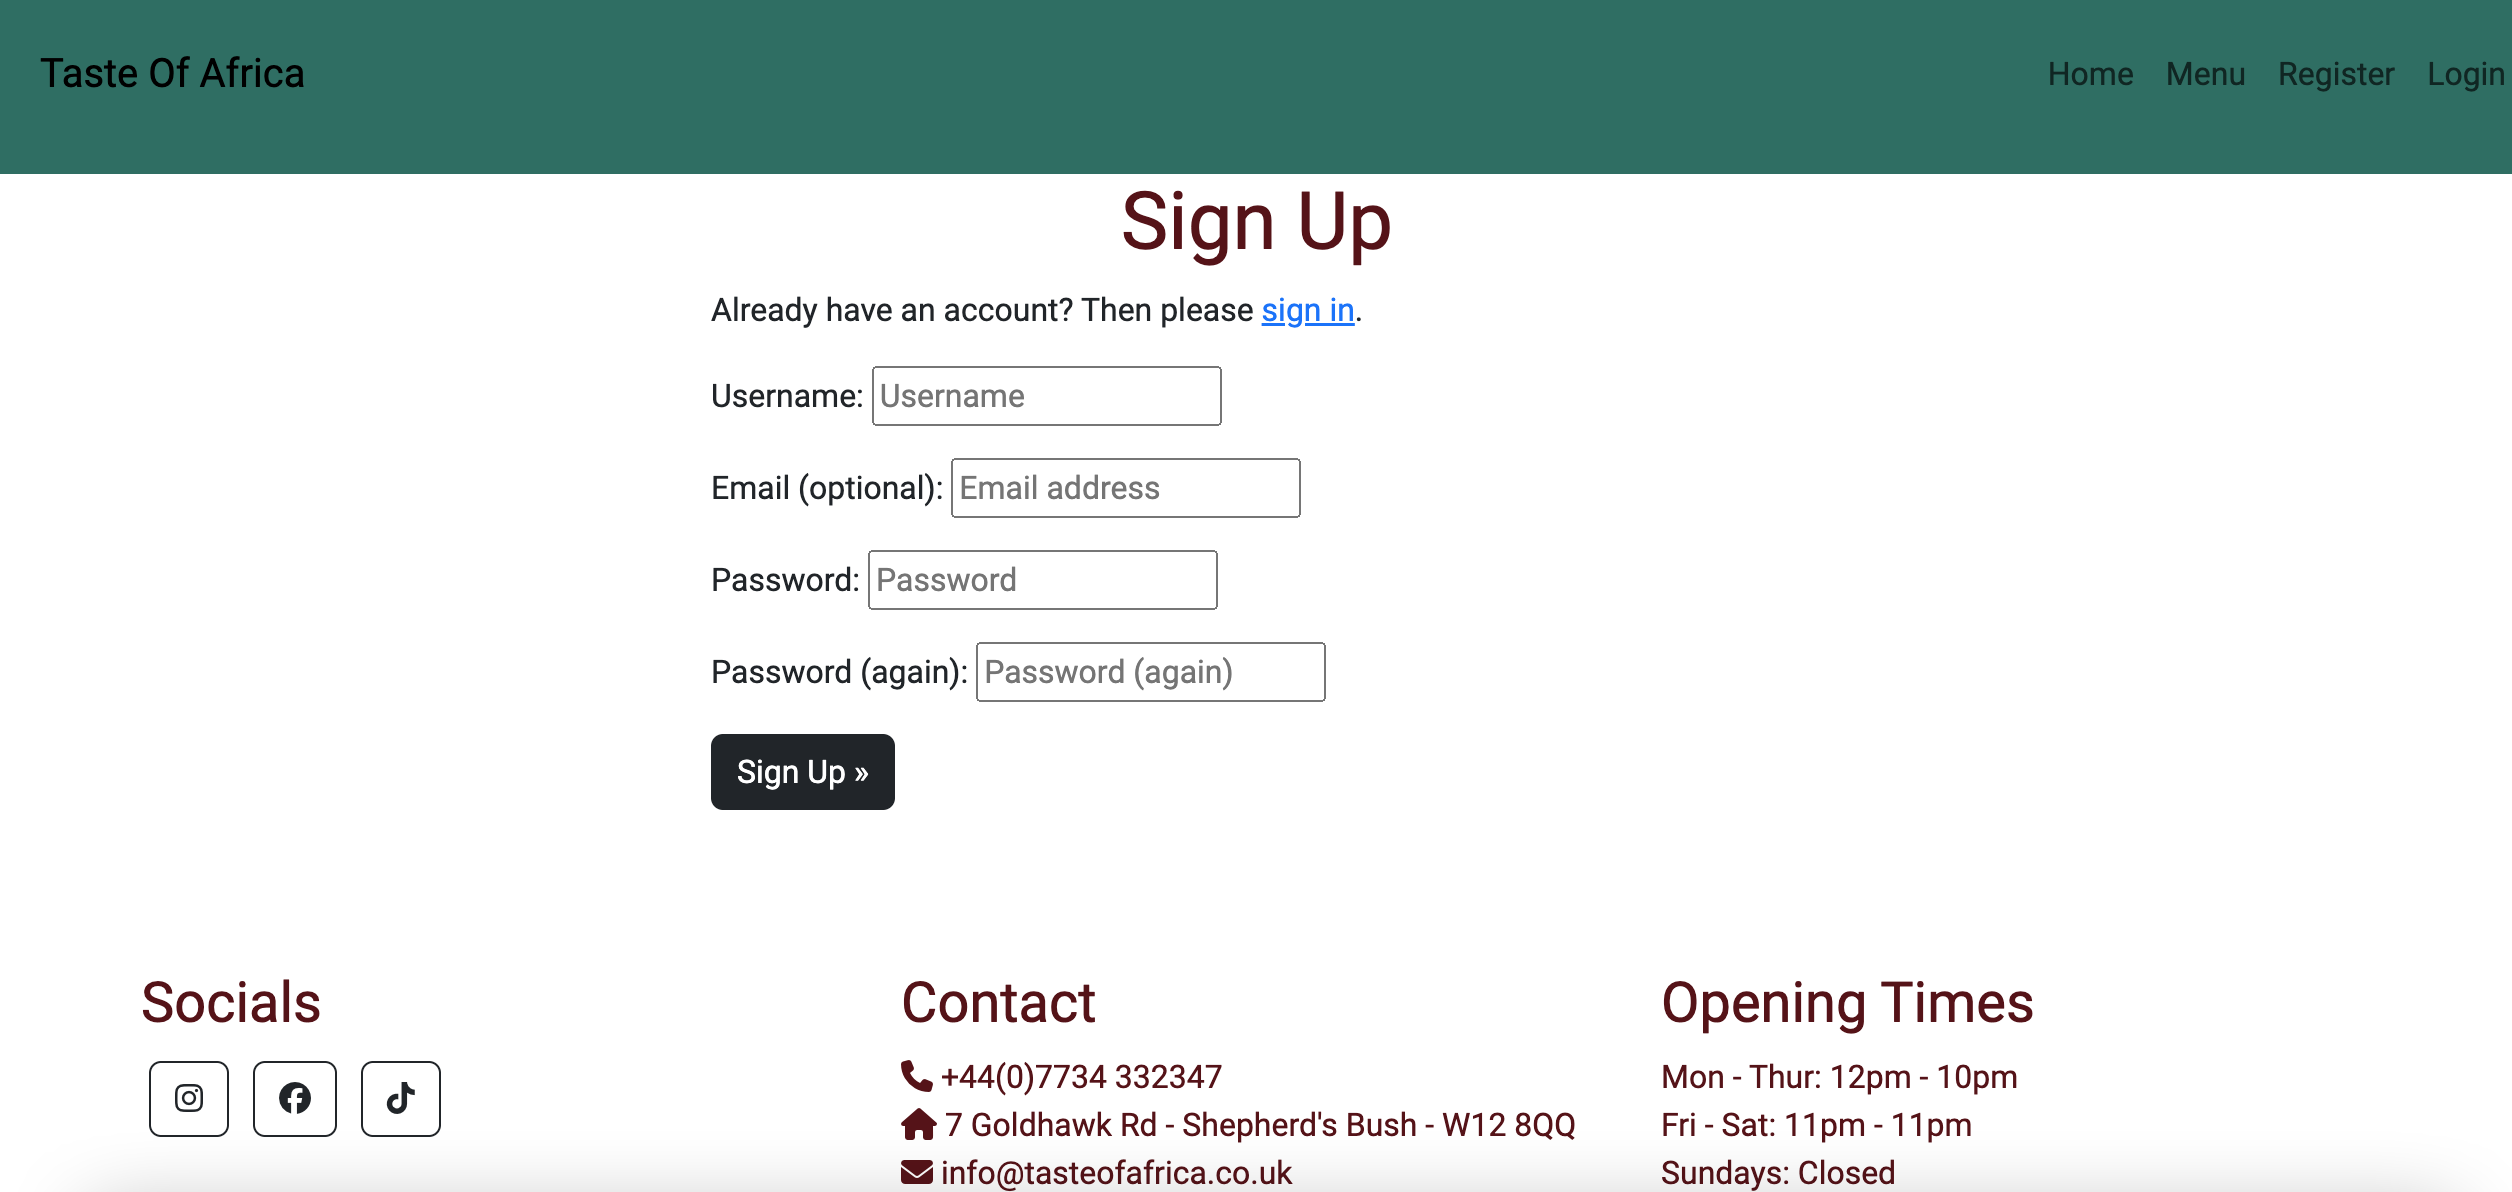 Taste Of Africa
Home Menu Register Login
Sign Up
Already have an account? Then please sign in.
Username: Username
Email (optional): Email address
Password: Password
Password (again): Password (again)
Sign Up »
Socials
Contact
+44(0)7734 332347
7 Goldhawk Rd - Shepherd's Bush - W12 8QQ
info@tasteofafrica.co.uk
Opening Times
Mon - Thur: 12pm - 10pm
Fri - Sat: 11pm - 11pm
Sundays: Closed